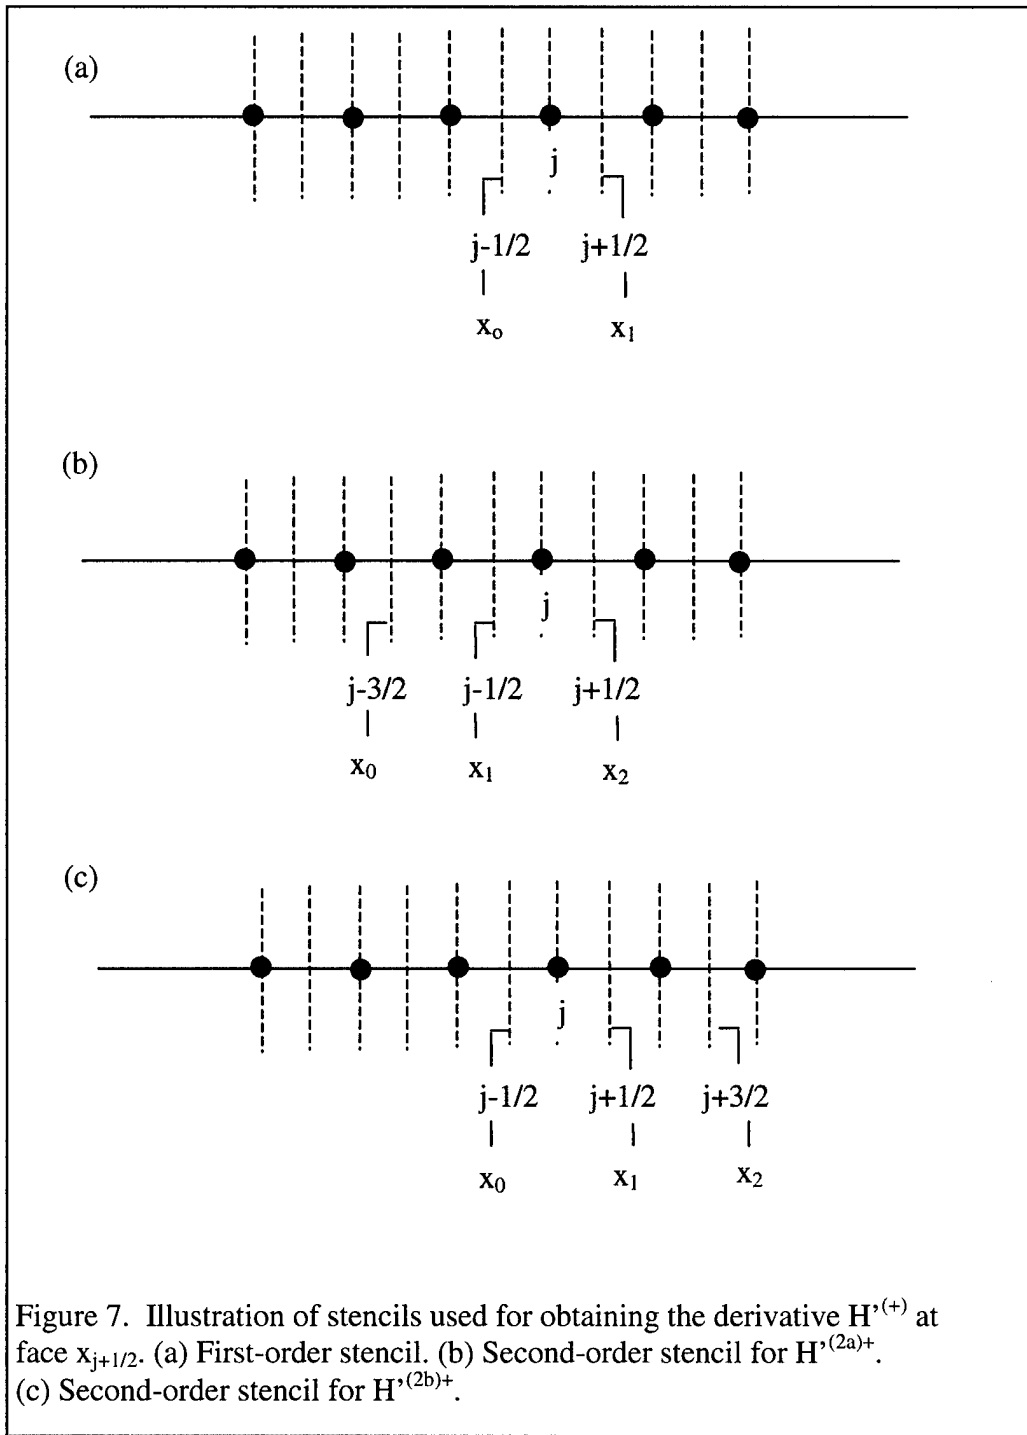 (a)
j
j-1/2 j+1/2
xₒ x₁
(b)
j
j-3/2 j-1/2 j+1/2
x₀ x₁ x₂
(c)
j
j-1/2 j+1/2 j+3/2
x₀ x₁ x₂
Figure 7. Illustration of stencils used for obtaining the derivative H’⁽⁺⁾ at
face xⱼ₊₁/₂. (a) First-order stencil. (b) Second-order stencil for H’⁽²ᵃ⁾⁺.
(c) Second-order stencil for H’⁽²ᵇ⁾⁺.